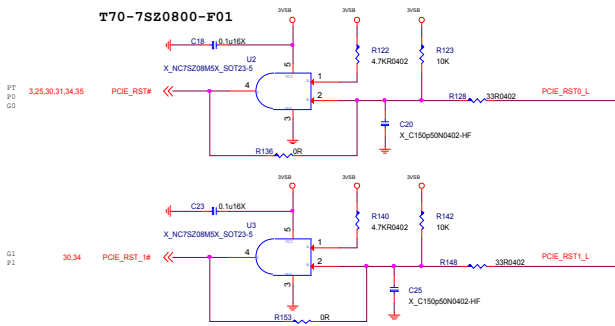 T70-7SZ0800-F01
3VSB 3VSB 3VSB
C18 0.1u16X
U2
X_NC7SZ08M5X_SOT23-5
R122
4.7KR0402
R123
10K
5
VCC
1
4
2
3
PT
P0
G0
3,25,30,31,34,35 PCIE_RST#
R128 33R0402 PCIE_RST0_L
C20
X_C150p50N0402-HF
R136 0R
3VSB 3VSB 3VSB
C23 0.1u16X
U3
X_NC7SZ08M5X_SOT23-5
R140
4.7KR0402
R142
10K
5
VCC
1
4
2
3
G1
P1
30,34 PCIE_RST_1#
R148 33R0402 PCIE_RST1_L
C25
X_C150p50N0402-HF
R153 0R